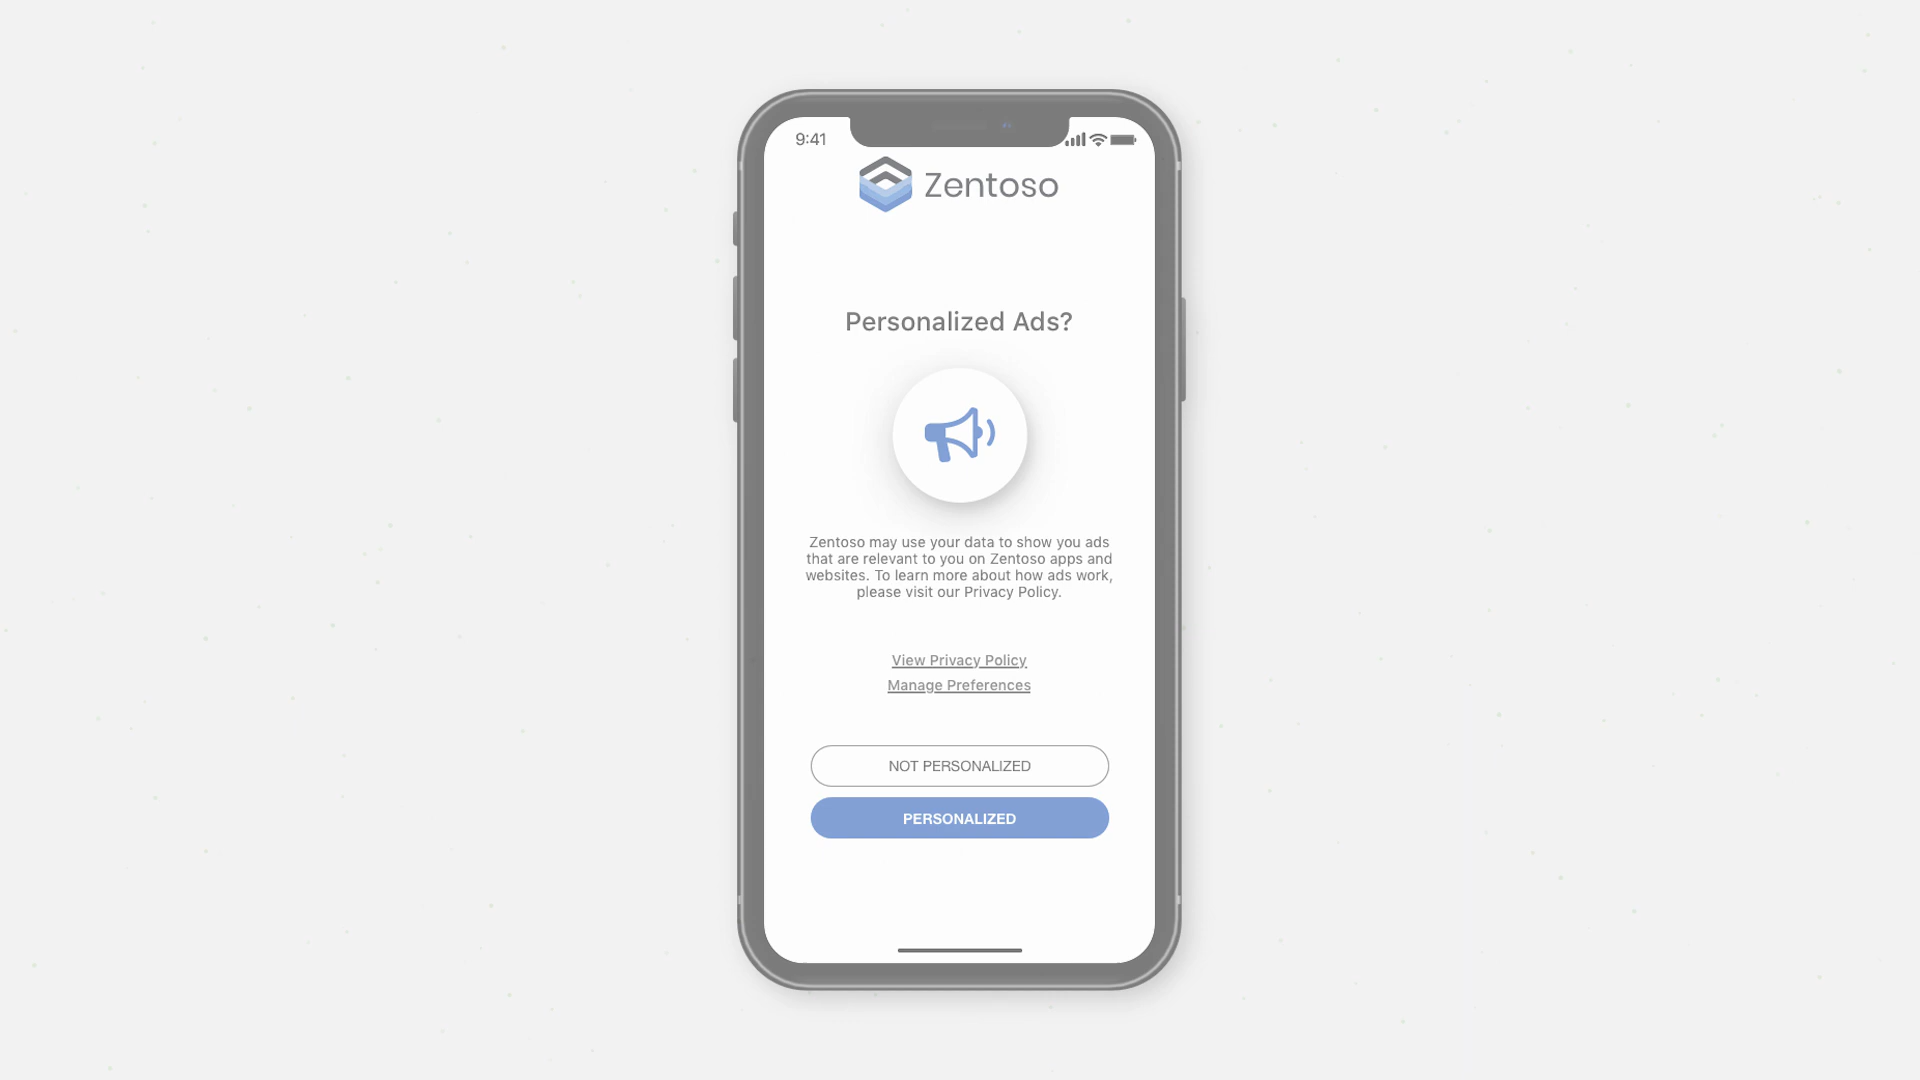 9:41
Zentoso
Personalized Ads?
Zentoso may use your data to show you ads
that are relevant to you on Zentoso apps and
websites. To learn more about how ads work,
please visit our Privacy Policy.
View Privacy Policy
Manage Preferences
NOT PERSONALIZED
PERSONALIZED